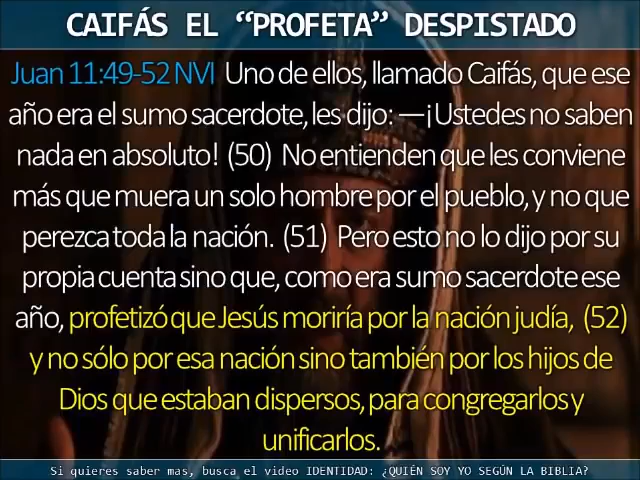 CAIFÁS EL “PROFETA” DESPISTADO
Juan 11:49-52 NVI Uno de ellos, llamado Caifás, que ese
año era el sumo sacerdote, les dijo: —¡Ustedes no saben
nada en absoluto! (50) No entienden que les conviene
más que muera un solo hombre por el pueblo, y no que
perezca toda la nación. (51) Pero esto no lo dijo por su
propia cuenta sino que, como era sumo sacerdote ese
año, profetizó que Jesús moriría por la nación judía, (52)
y no sólo por esa nación sino también por los hijos de
Dios que estaban dispersos, para congregarlos y
unificarlos.
Si quieres saber mas, busca el video IDENTIDAD: ¿QUIÉN SOY YO SEGÚN LA BIBLIA?